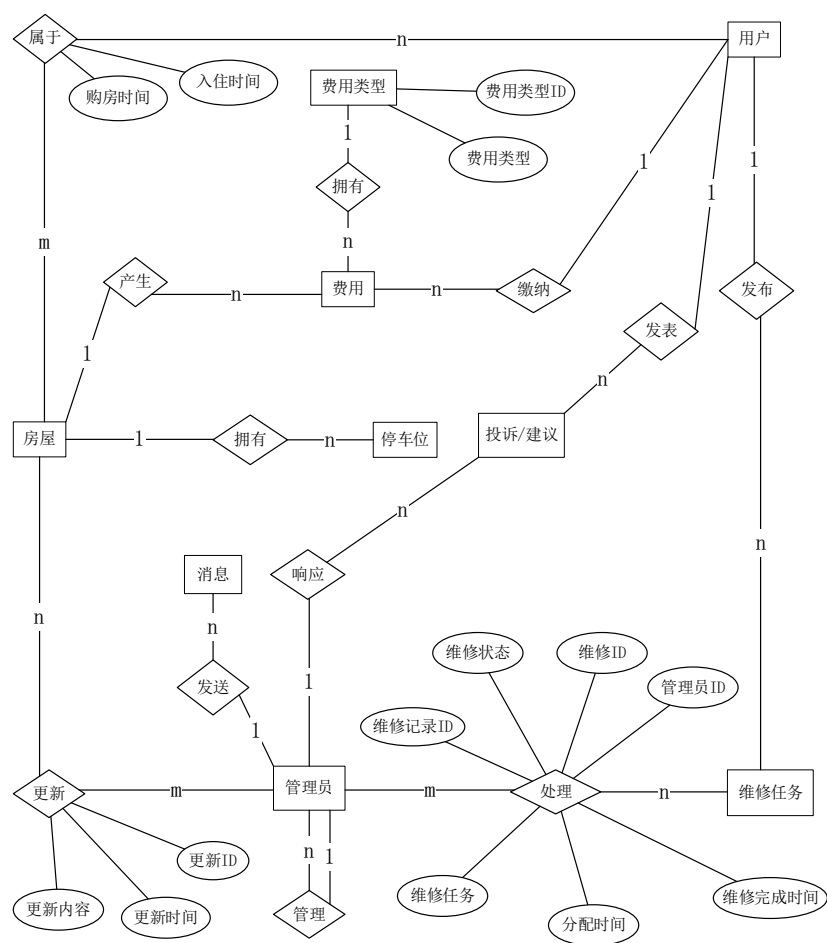 属于
n
用户
购房时间
入住时间
费用类型
费用类型ID
费用类型
1
拥有
n
1
1
1
m
产生
n
费用
n
缴纳
发布
发表
1
n
房屋
1
拥有
n
停车位
投诉/建议
n
n
消息
响应
n
n
维修状态
维修ID
发送
1
管理员ID
1
维修记录ID
更新
m
管理员
m
处理
n
维修任务
n
1
更新ID
更新内容
更新时间
管理
维修任务
分配时间
维修完成时间